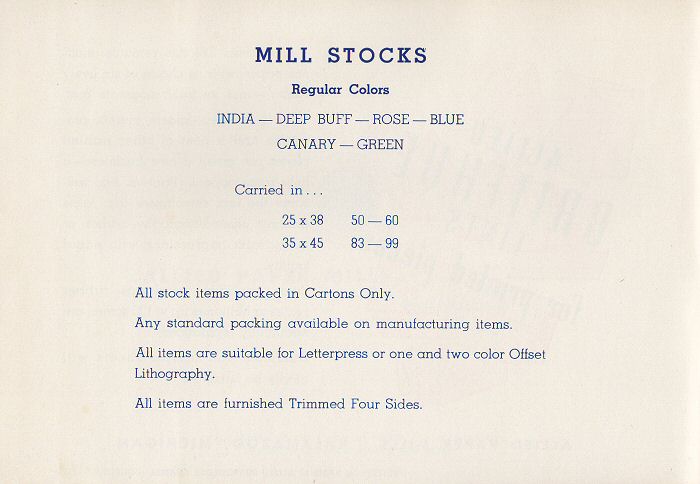 MILL STOCKS
Regular Colors
INDIA — DEEP BUFF — ROSE — BLUE
CANARY — GREEN
Carried in . . .
25 x 38 50 — 60
35 x 45 83 — 99
All stock items packed in Cartons Only.
Any standard packing available on manufacturing items.
All items are suitable for Letterpress or one and two color Offset
Lithography.
All items are furnished Trimmed Four Sides.